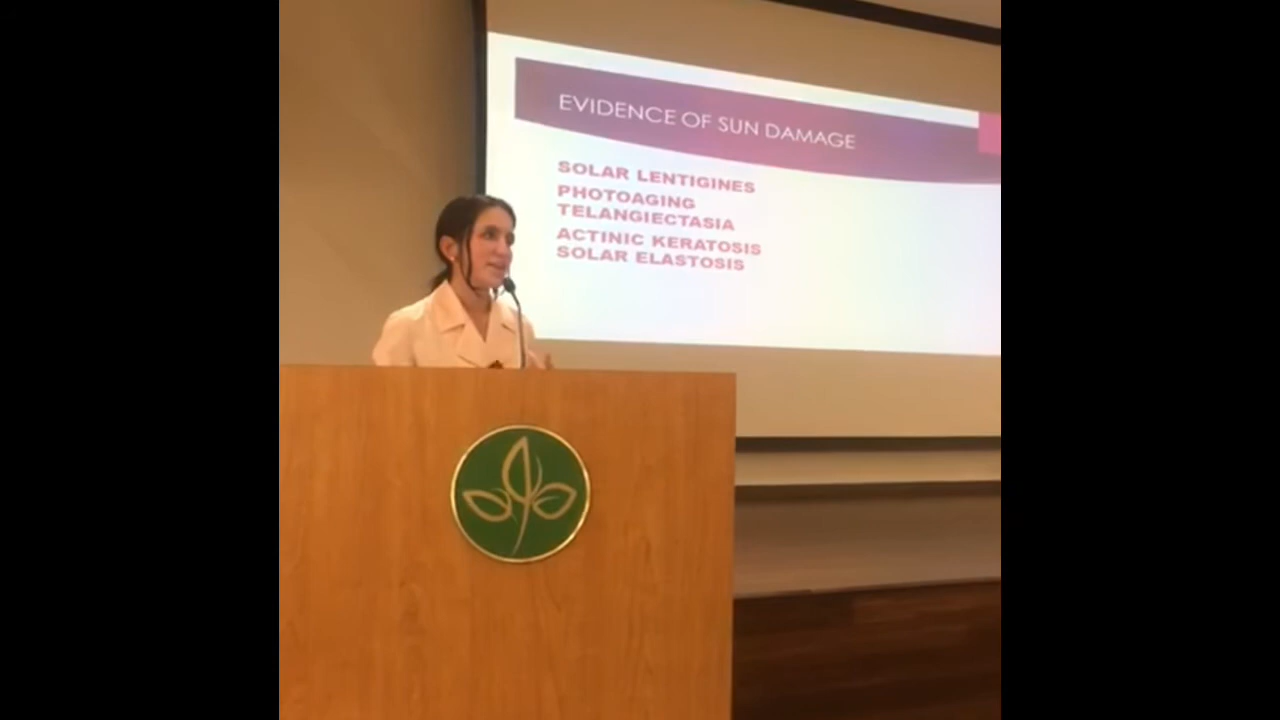 EVIDENCE OF SUN DAMAGE
SOLAR LENTIGINES
PHOTOAGING
TELANGIECTASIA
ACTINIC KERATOSIS
SOLAR ELASTOSIS